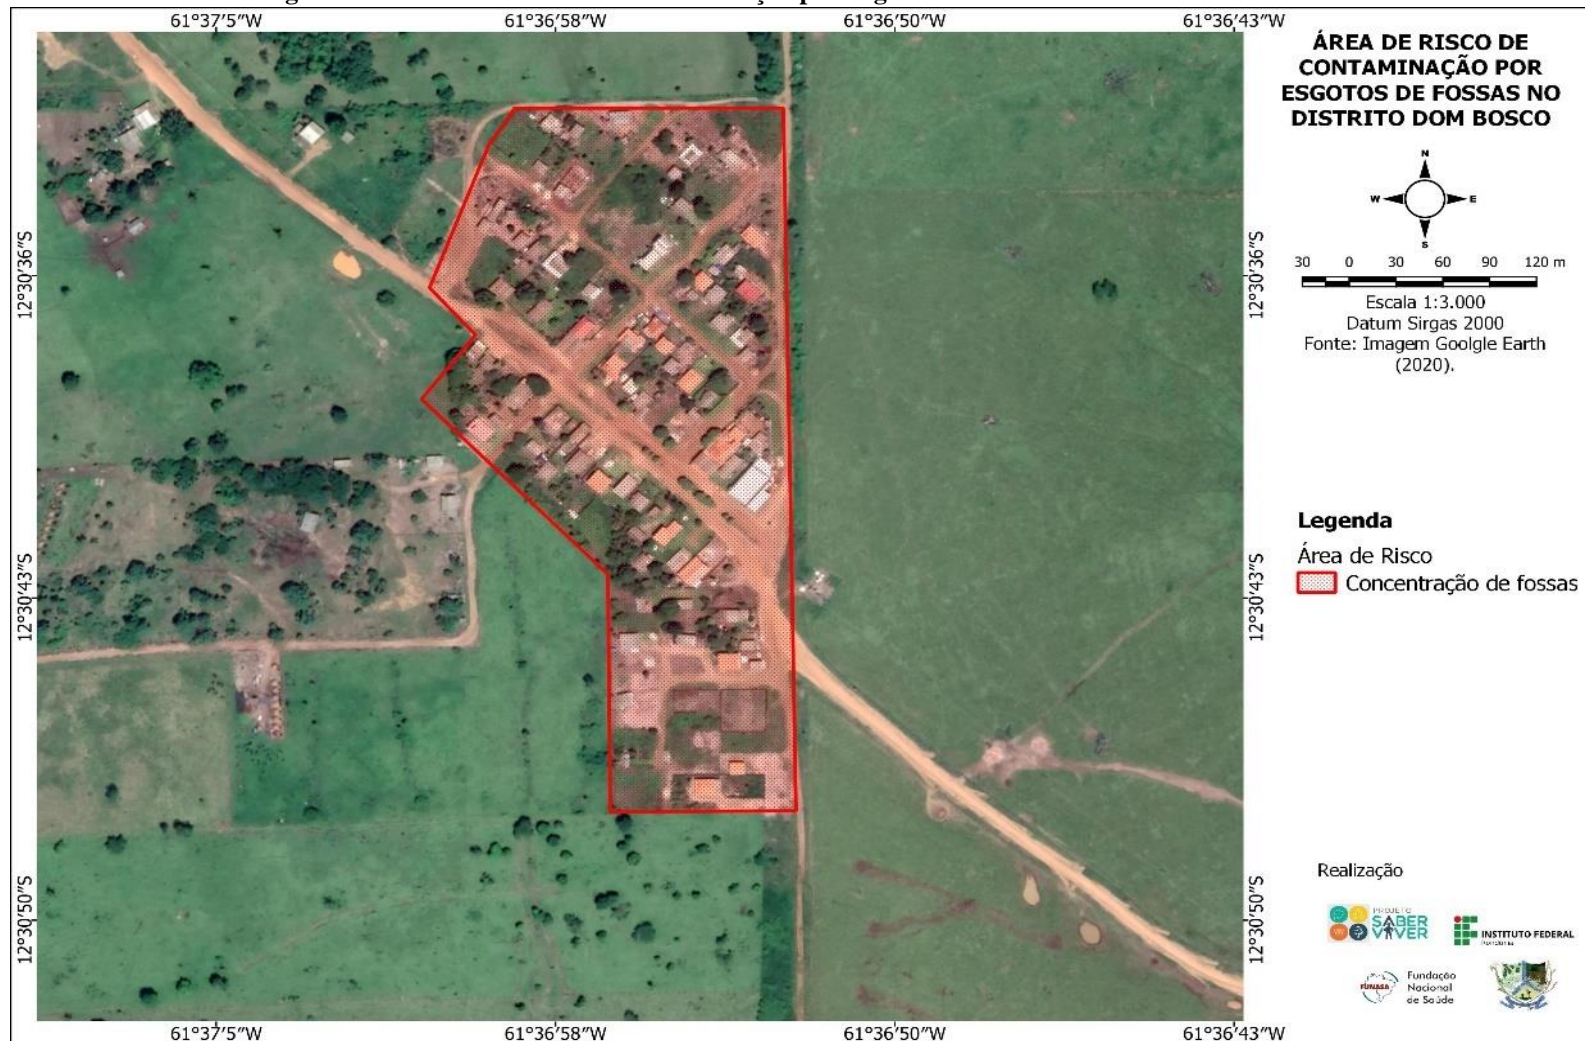 61°37'5"W 61°36'58"W 61°36'50"W 61°36'43"W
12°30'36"S
12°30'43"S
12°30'50"S
12°30'36"S
12°30'43"S
12°30'50"S
61°37'5"W 61°36'58"W 61°36'50"W 61°36'43"W
ÁREA DE RISCO DE
CONTAMINAÇÃO POR
ESGOTOS DE FOSSAS NO
DISTRITO DOM BOSCO
N
W E
S
30 0 30 60 90 120 m
Escala 1:3.000
Datum Sirgas 2000
Fonte: Imagem Goolgle Earth
(2020).
Legenda
Área de Risco
Concentração de fossas
Realização
PROJETO
SABER
VIVER
INSTITUTO FEDERAL
Rondônia
FUNASA
Fundação
Nacional
de Saúde